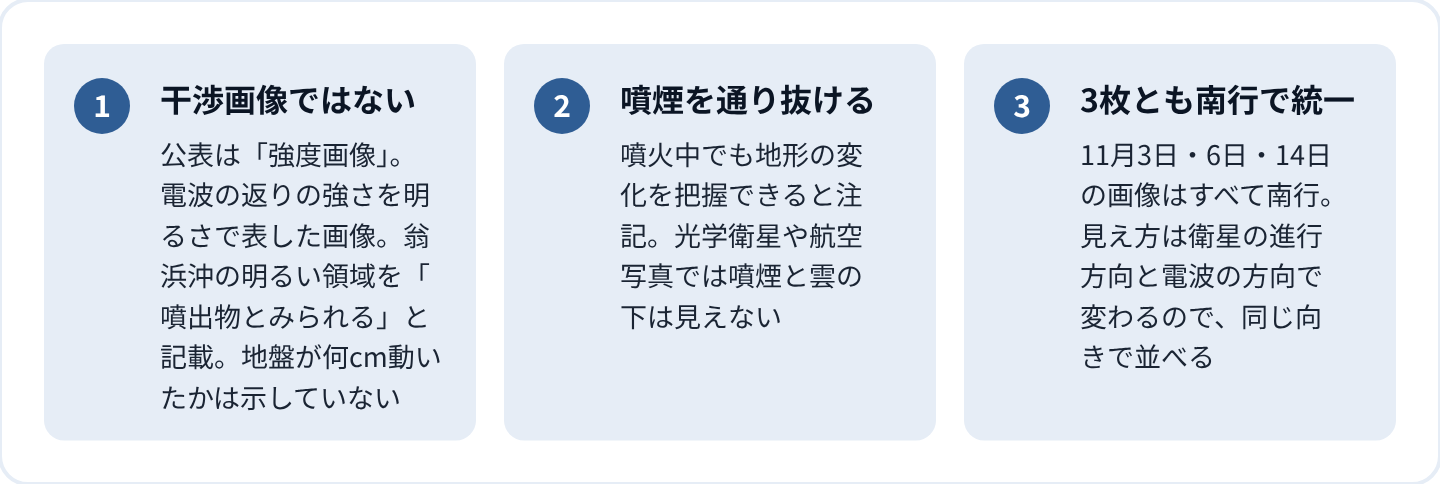 1
干渉画像ではない
公表は「強度画像」。
電波の返りの強さを明
るさで表した画像。翁
浜沖の明るい領域を「
噴出物とみられる」と
記載。地盤が何cm動い
たかは示していない
2
噴煙を通り抜ける
噴火中でも地形の変
化を把握できると注
記。光学衛星や航空
写真では噴煙と雲の
下は見えない
3
3枚とも南行で統一
11月3日・6日・14日
の画像はすべて南行。
見え方は衛星の進行
方向と電波の方向で
変わるので、同じ向
きで並べる